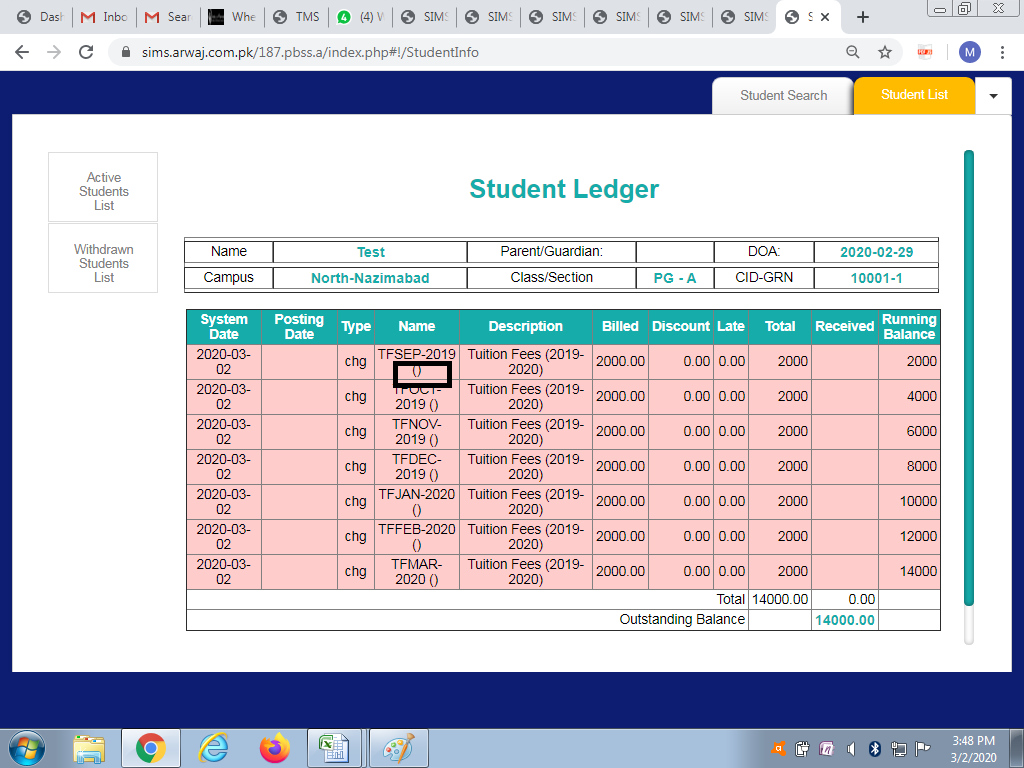 Dash
Inbo
Sear
Whe
TMS
(4) W
SIMS
SIMS
SIMS
SIMS
SIMS
SIMS
S
sims.arwaj.com.pk/187.pbss.a/index.php#!/StudentInfo
M
Student Search
Student List
Active
Students
List
Withdrawn
Students
List
Student Ledger
Name Test Parent/Guardian: DOA: 2020-02-29
Campus North-Nazimabad Class/Section PG - A CID-GRN 10001-1
System Date Posting Date Type Name Description Billed Discount Late Total Received Running Balance
2020-03-02 chg TFSEP-2019 () Tuition Fees (2019-2020) 2000.00 0.00 0.00 2000 2000
2020-03-02 chg TFOCT-2019 () Tuition Fees (2019-2020) 2000.00 0.00 0.00 2000 4000
2020-03-02 chg TFNOV-2019 () Tuition Fees (2019-2020) 2000.00 0.00 0.00 2000 6000
2020-03-02 chg TFDEC-2019 () Tuition Fees (2019-2020) 2000.00 0.00 0.00 2000 8000
2020-03-02 chg TFJAN-2020 () Tuition Fees (2019-2020) 2000.00 0.00 0.00 2000 10000
2020-03-02 chg TFFEB-2020 () Tuition Fees (2019-2020) 2000.00 0.00 0.00 2000 12000
2020-03-02 chg TFMAR-2020 () Tuition Fees (2019-2020) 2000.00 0.00 0.00 2000 14000
Total 14000.00 0.00
Outstanding Balance 14000.00
3:48 PM
3/2/2020